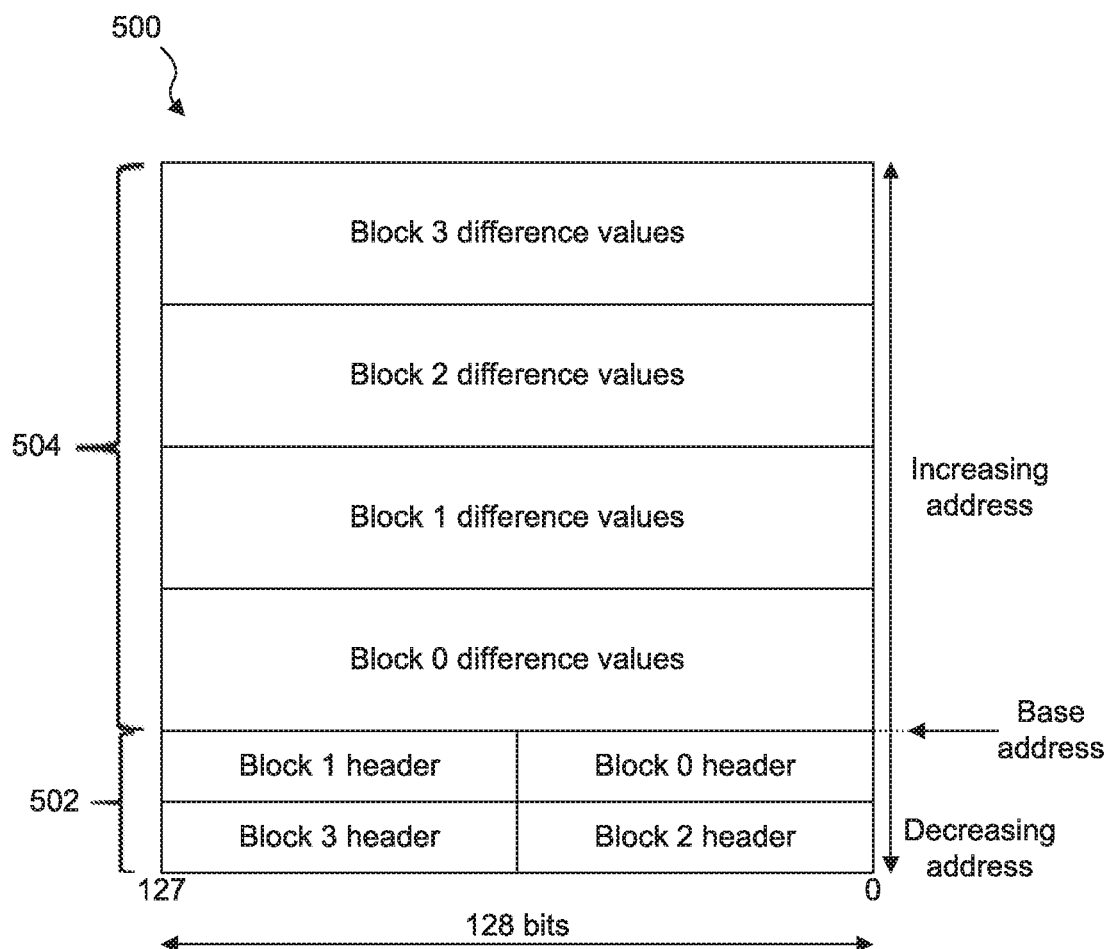 500
Block 3 difference values
Block 2 difference values
504
Block 1 difference values
Increasing
address
Block 0 difference values
Base
address
Block 1 header
Block 0 header
502
Block 3 header
Block 2 header
Decreasing
address
127
0
128 bits